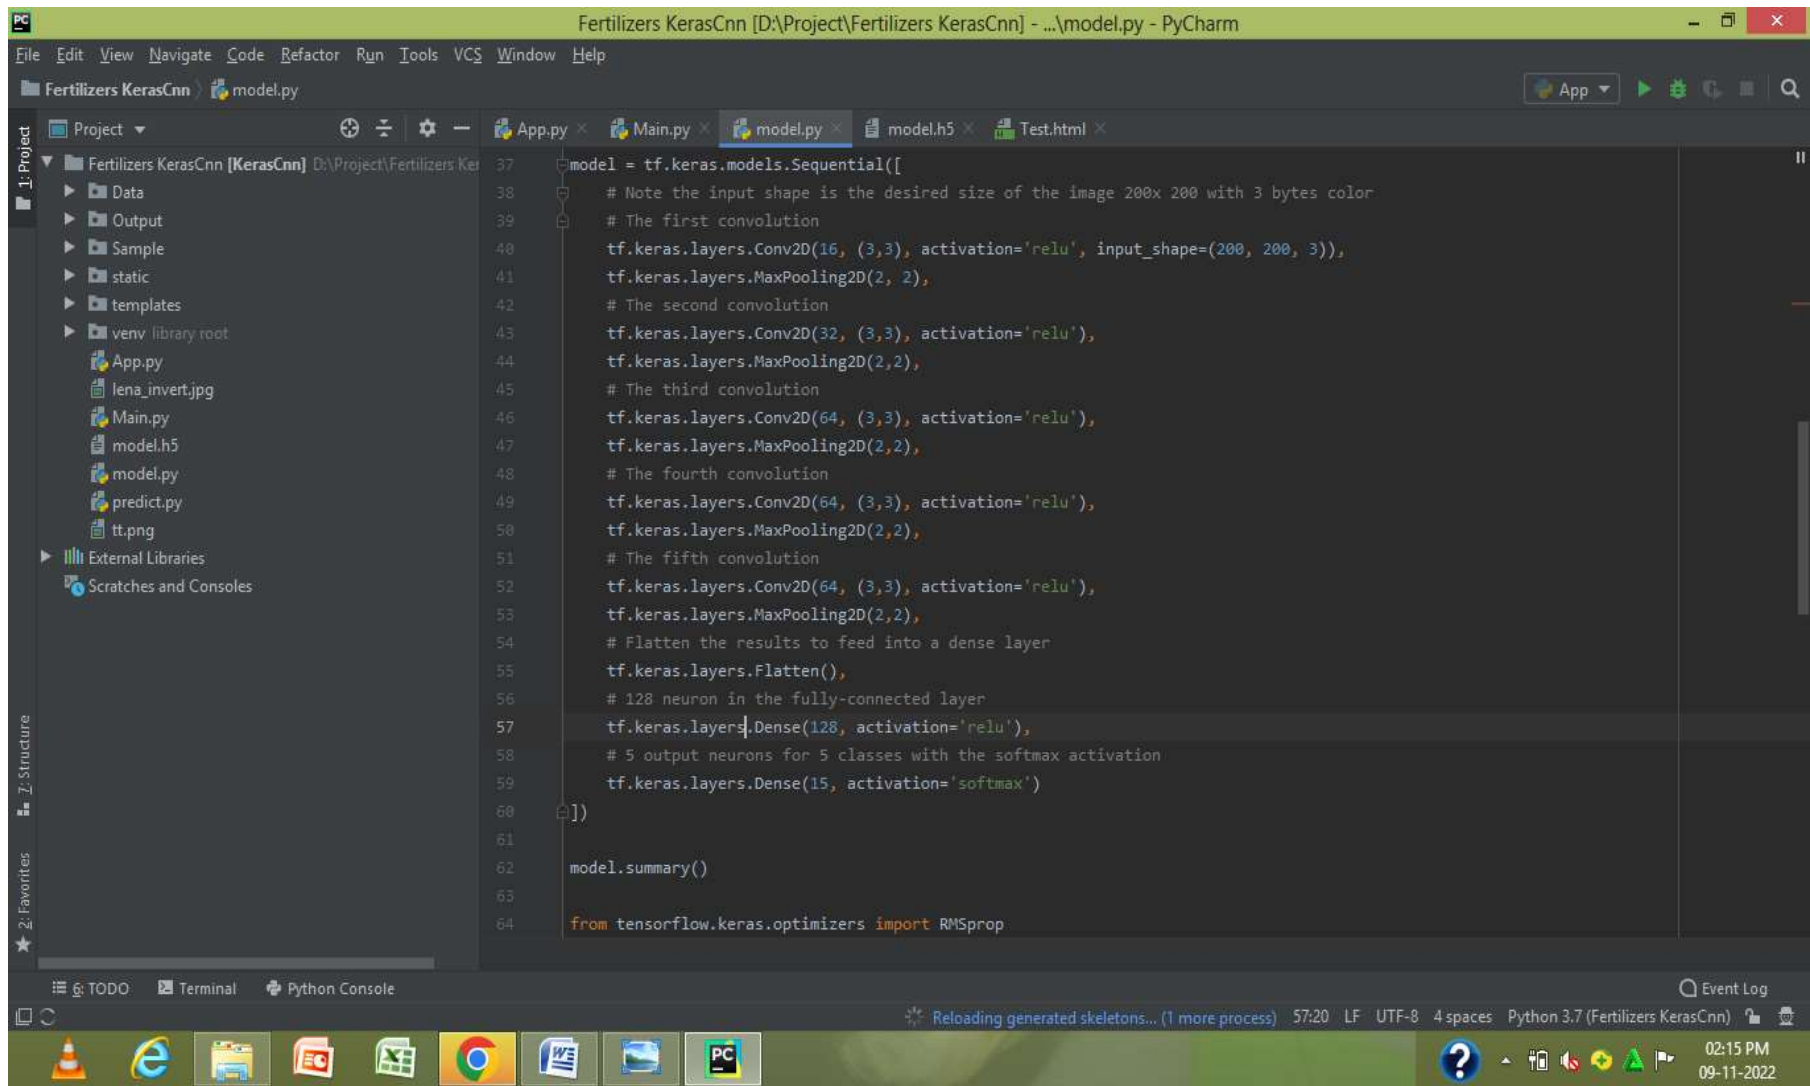 PC
Fertilizers KerasCnn [D:\Project\Fertilizers KerasCnn] - ...\model.py - PyCharm
File Edit View Navigate Code Refactor Run Tools VCS Window Help
Fertilizers KerasCnn model.py
App
1: Project
Project
App.py
Main.py
model.py
model.h5
Test.html
Fertilizers KerasCnn [KerasCnn] D:\Project\Fertilizers Ker
Data
Output
Sample
static
templates
venv library root
App.py
lena_invert.jpg
Main.py
model.h5
model.py
predict.py
tt.png
External Libraries
Scratches and Consoles
37 model = tf.keras.models.Sequential([
38 # Note the input shape is the desired size of the image 200x 200 with 3 bytes color
39 # The first convolution
40 tf.keras.layers.Conv2D(16, (3,3), activation='relu', input_shape=(200, 200, 3)),
41 tf.keras.layers.MaxPooling2D(2, 2),
42 # The second convolution
43 tf.keras.layers.Conv2D(32, (3,3), activation='relu'),
44 tf.keras.layers.MaxPooling2D(2,2),
45 # The third convolution
46 tf.keras.layers.Conv2D(64, (3,3), activation='relu'),
47 tf.keras.layers.MaxPooling2D(2,2),
48 # The fourth convolution
49 tf.keras.layers.Conv2D(64, (3,3), activation='relu'),
50 tf.keras.layers.MaxPooling2D(2,2),
51 # The fifth convolution
52 tf.keras.layers.Conv2D(64, (3,3), activation='relu'),
53 tf.keras.layers.MaxPooling2D(2,2),
54 # Flatten the results to feed into a dense layer
55 tf.keras.layers.Flatten(),
56 # 128 neuron in the fully-connected layer
57 tf.keras.layers.Dense(128, activation='relu'),
58 # 5 output neurons for 5 classes with the softmax activation
59 tf.keras.layers.Dense(15, activation='softmax')
60 ])
61
62 model.summary()
63
64 from tensorflow.keras.optimizers import RMSprop
7: Structure
2: Favorites
6: TODO Terminal Python Console Event Log
Reloading generated skeletons... (1 more process) 57:20 LF UTF-8 4 spaces Python 3.7 (Fertilizers KerasCnn)
PC
02:15 PM
09-11-2022